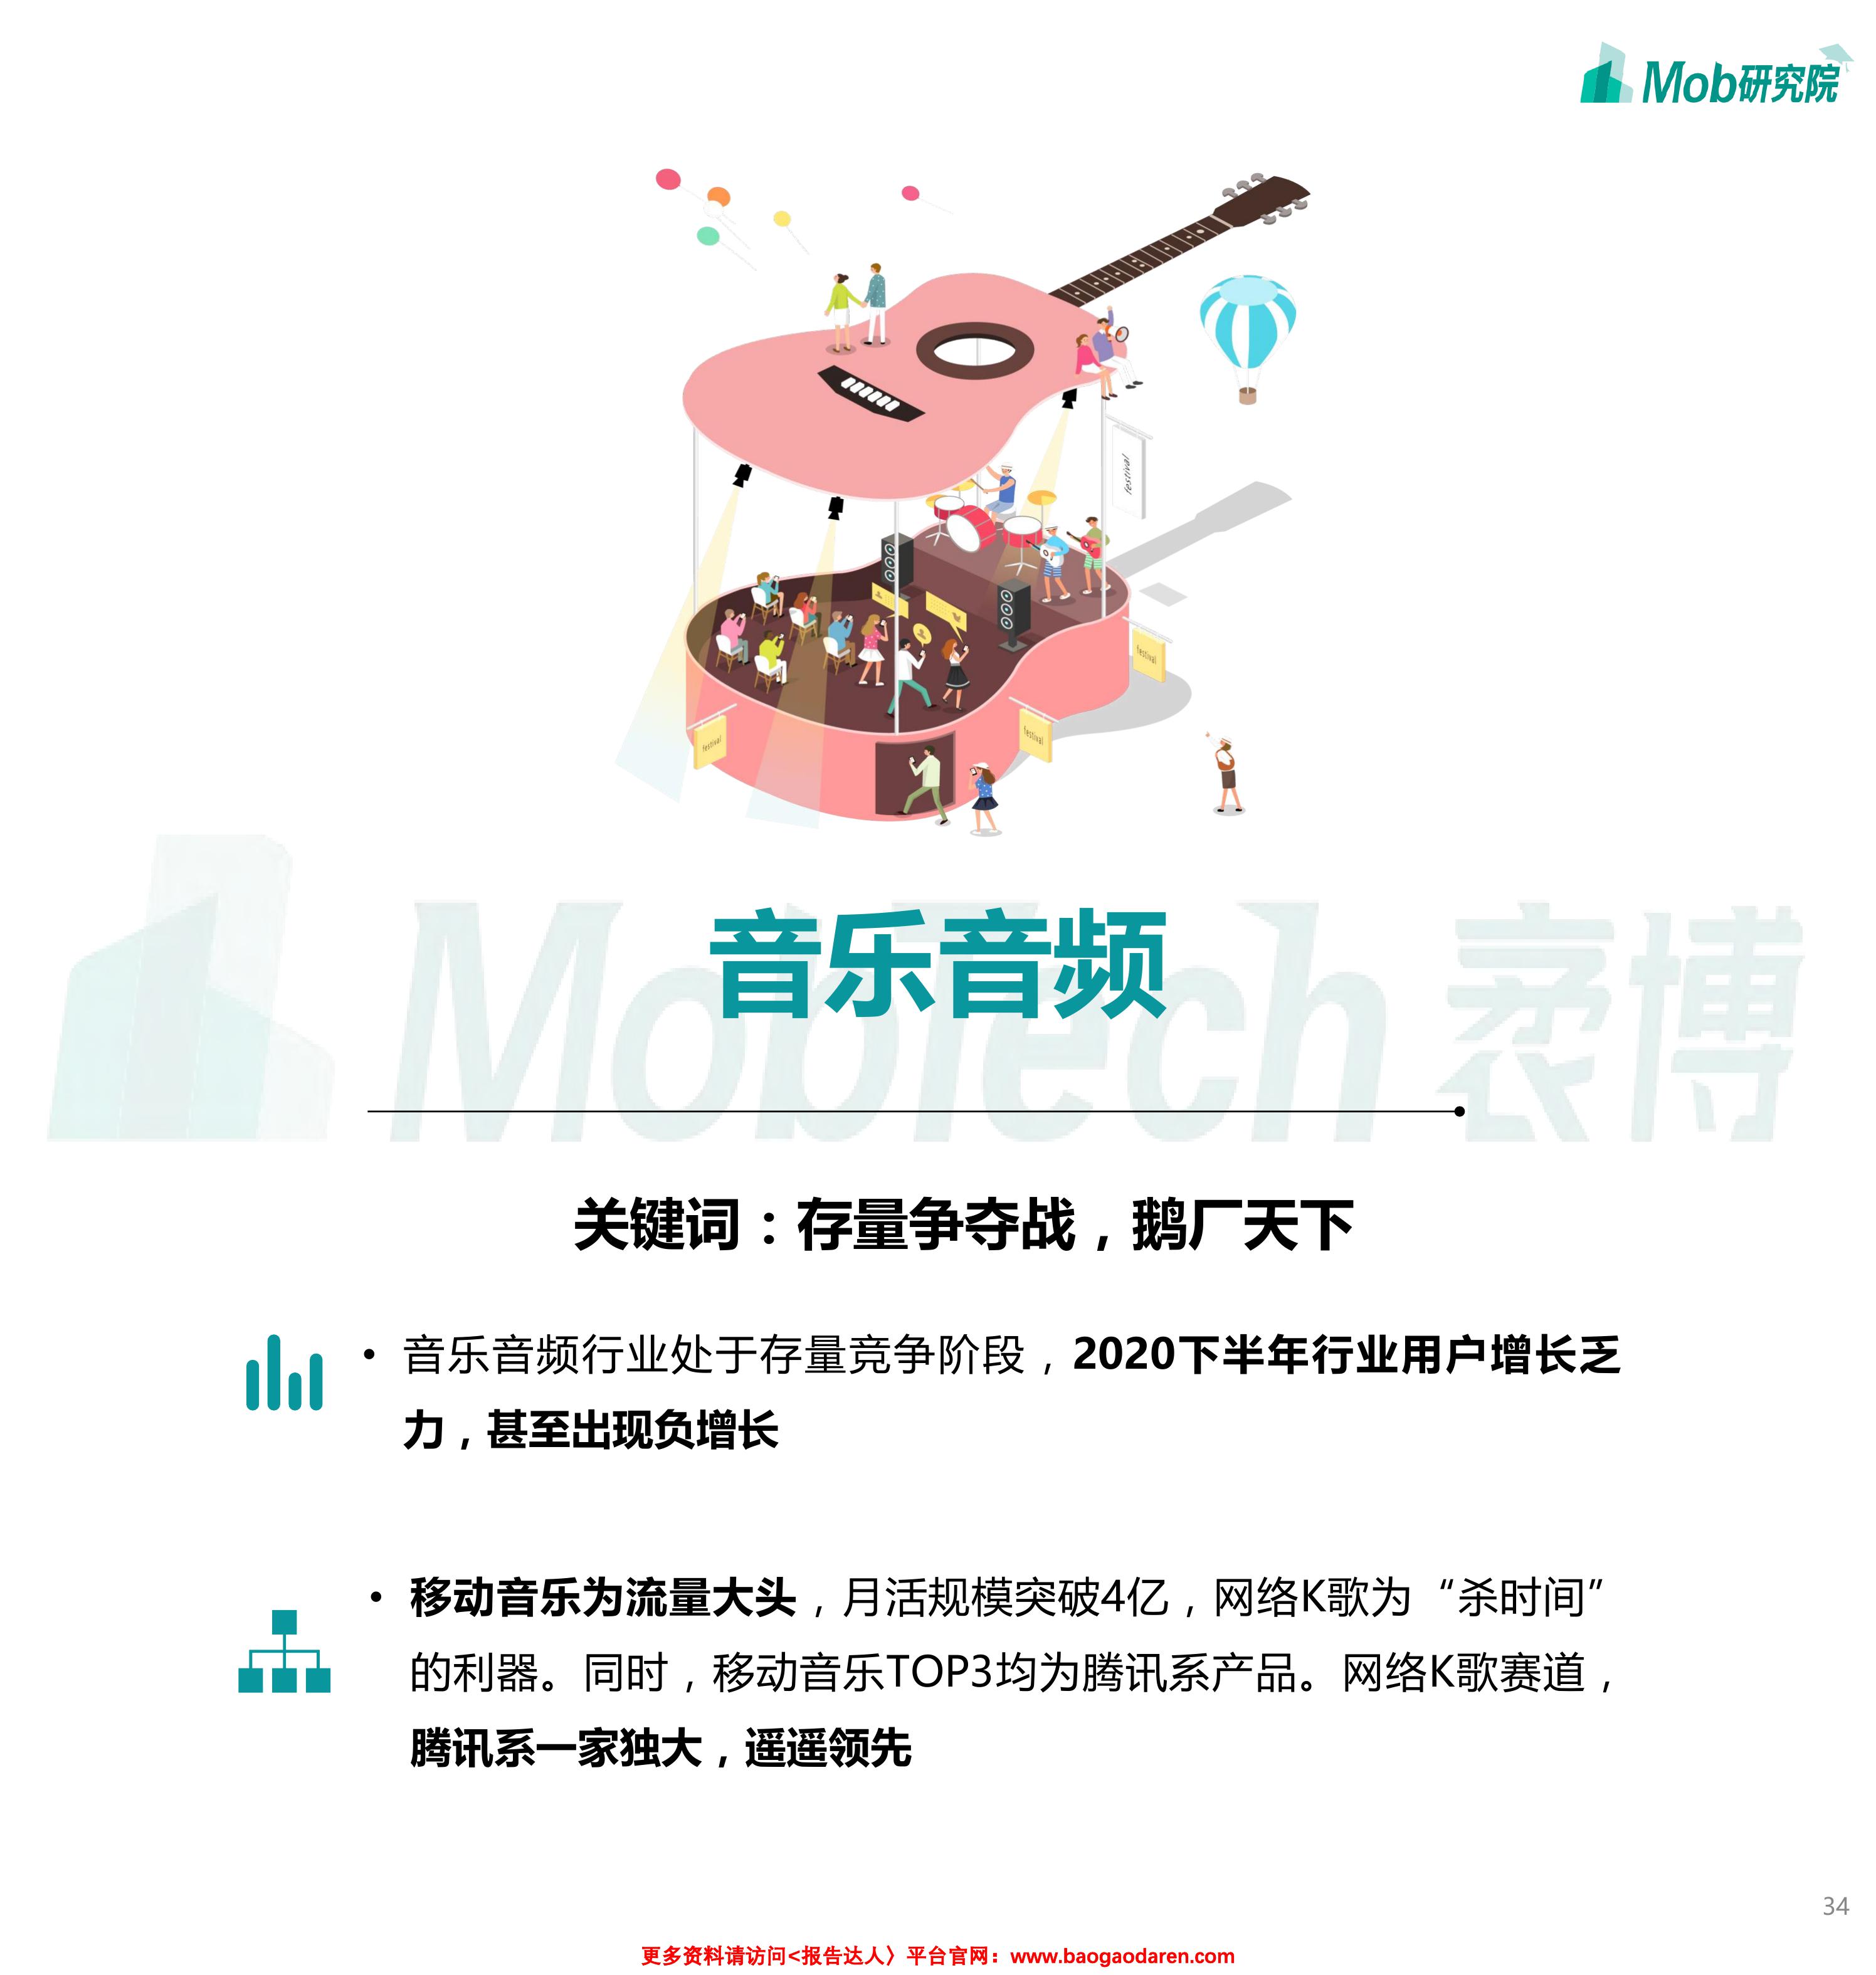 Mob研究院
festival
festival
festival
festival
MobTech 袤博
音乐音频
关键词：存量争夺战，鹅厂天下
• 音乐音频行业处于存量竞争阶段，2020下半年行业用户增长乏
力，甚至出现负增长
• 移动音乐为流量大头，月活规模突破4亿，网络K歌为“杀时间”
的利器。同时，移动音乐TOP3均为腾讯系产品。网络K歌赛道，
腾讯系一家独大，遥遥领先
34
更多资料请访问<报告达人〉平台官网：www.baogaodaren.com